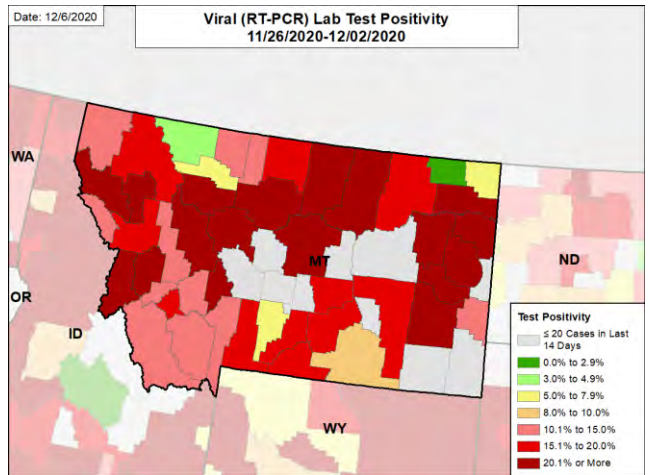 Date: 12/6/2020
Viral (RT-PCR) Lab Test Positivity
11/26/2020-12/02/2020
WA
MT
ND
OR
ID
WY
Test Positivity
≤ 20 Cases in Last
14 Days
0.0% to 2.9%
3.0% to 4.9%
5.0% to 7.9%
8.0% to 10.0%
10.1% to 15.0%
15.1% to 20.0%
20.1% or More